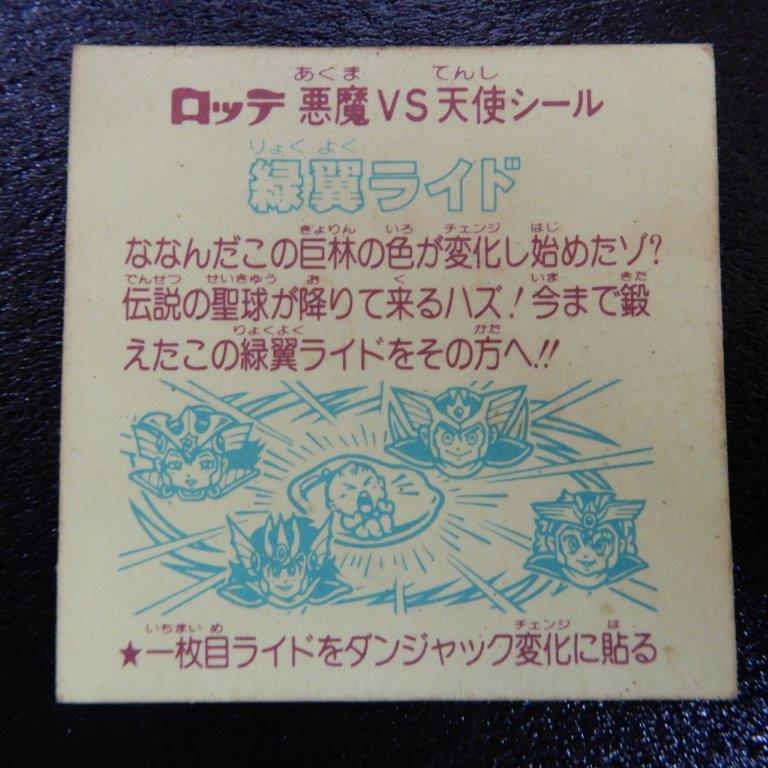 あくま てんし
ロッテ 悪魔VS天使シール
りょくよく
緑翼ライド
きょりん いろ チェンジ はじ
ななんだこの巨林の色が変化し始めたゾ?
でんせつ せいきゅう お く いま きた
伝説の聖球が降りて来るハズ!今まで鍛
りょくよく かた
えたこの緑翼ライドをその方へ!!
いちまいめ チェンジ は
★一枚目ライドをダンジャック変化に貼る